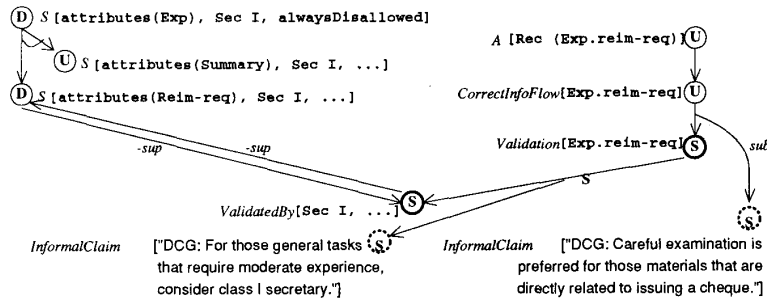 D S [attributes(Exp), Sec I, alwaysDisallowed]
A [Rec (Exp.reim-req)] U
U S [attributes(Summary), Sec I, ...]
D S [attributes(Reim-req), Sec I, ...]
CorrectInfoFlow[Exp.reim-req] U
-sup -sup
Validation[Exp.reim-req] S
sub
S
ValidatedBy[Sec I, ...] S
S
InformalClaim ["DCG: For those general tasks S
that require moderate experience,
consider class I secretary."]
InformalClaim ["DCG: Careful examination is
preferred for those materials that are
directly related to issuing a cheque."]